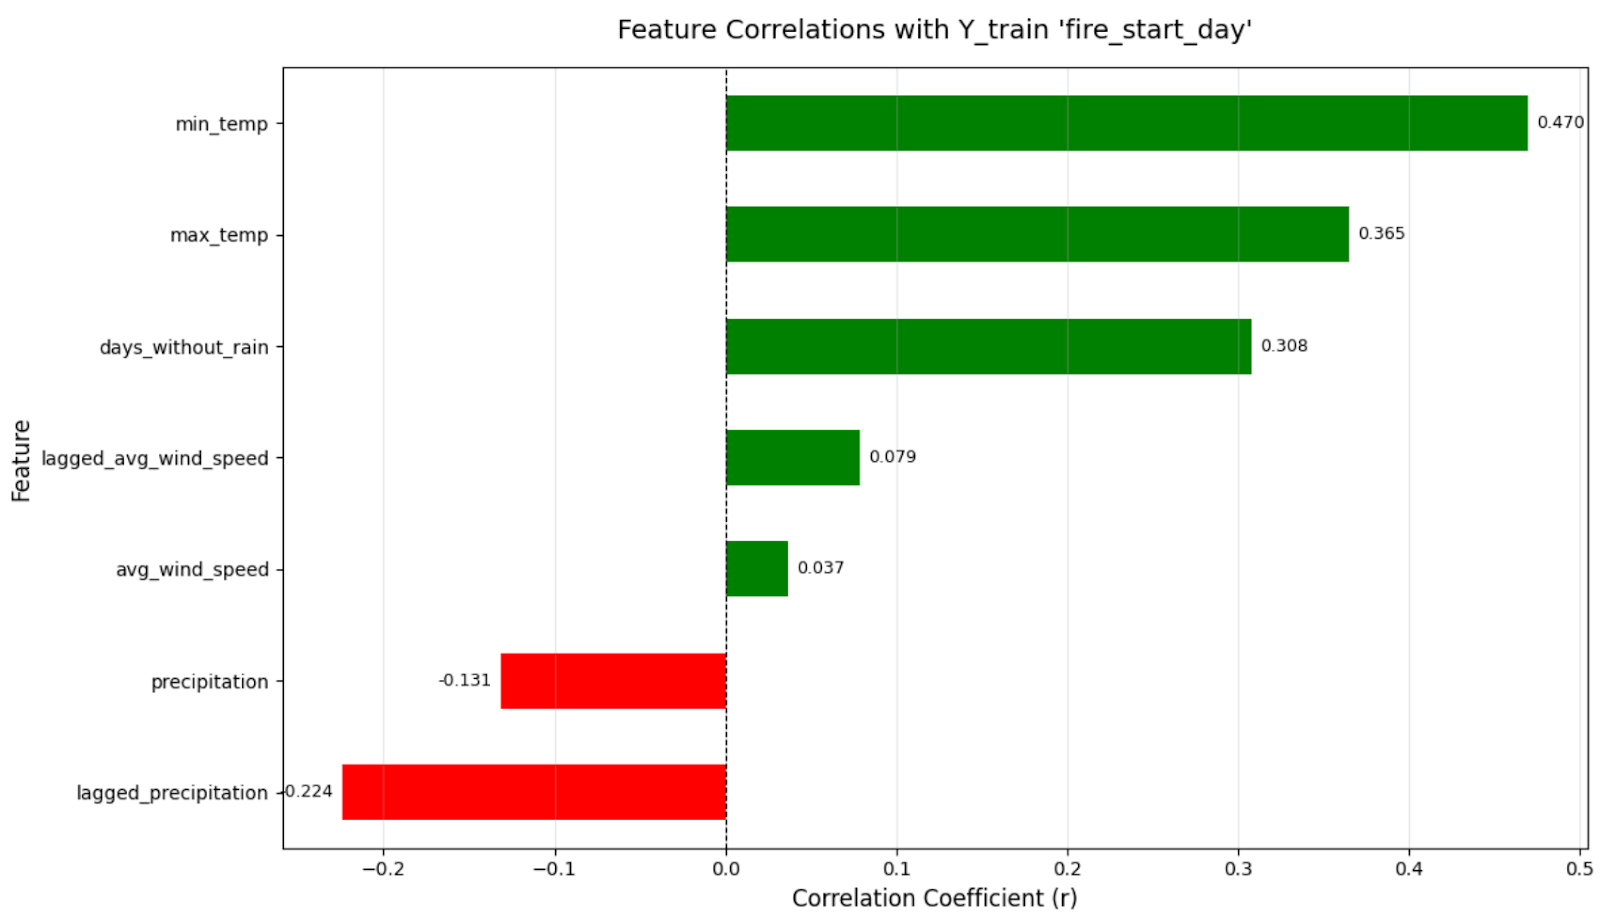 Feature Correlations with Y_train 'fire_start_day'
min_temp
0.470
max_temp
0.365
days_without_rain
0.308
lagged_avg_wind_speed
0.079
avg_wind_speed
0.037
precipitation
-0.131
lagged_precipitation
-0.224
Feature
−0.2 −0.1 0.0 0.1 0.2 0.3 0.4 0.5
Correlation Coefficient (r)